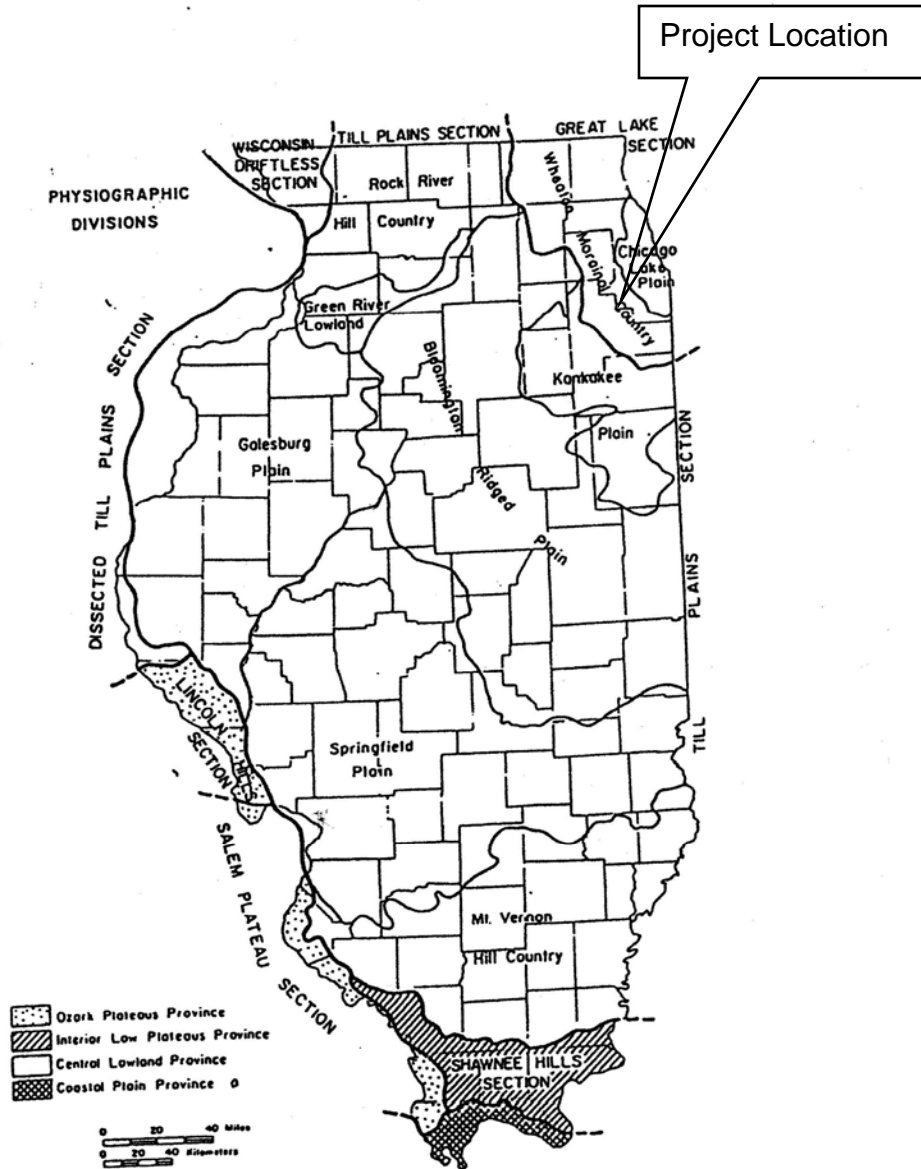 Project Location
TILL PLAINS SECTION
GREAT LAKE
SECTION
WISCONSIN
DRIFTLESS
SECTION
PHYSIOGRAPHIC
DIVISIONS
Rock River
Hill Country
Wheaton
Morainal
Country
Chicago
Lake
Plain
Green River
Lowland
Bloomington
Ridged
Plain
Kankakee
Plain
Galesburg
Plain
DISSECTED TILL PLAINS SECTION
TILL PLAINS SECTION
LINCOLN
HILLS
SECTION
Springfield
Plain
SALEM PLATEAU SECTION
Mt. Vernon
Hill Country
SHAWNEE HILLS
SECTION
Ozark Plateous Province
Interior Low Plateous Province
Central Lowland Province
Coastal Plain Province
0 20 40 Miles
0 20 40 Kilometers